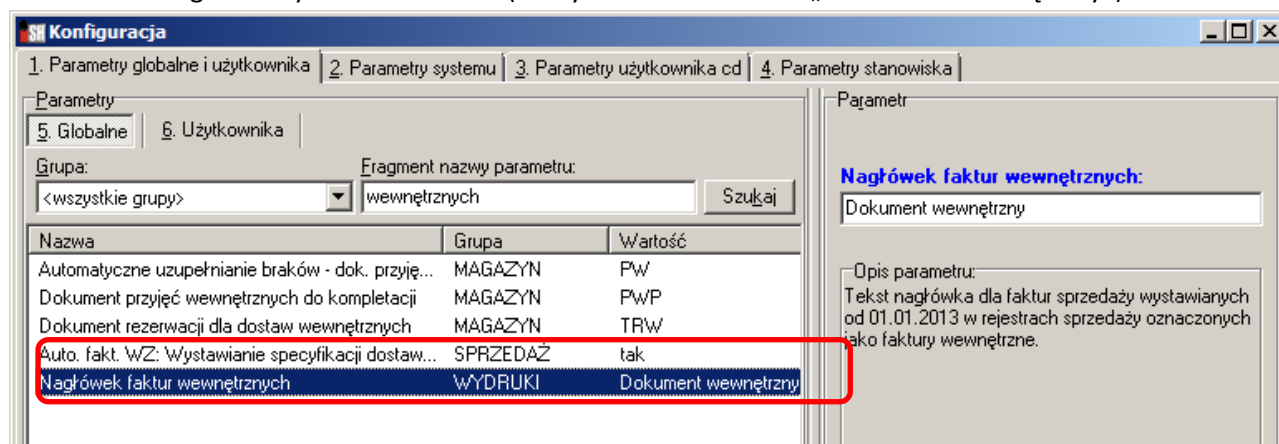 SH Konfiguracja
1. Parametry globalne i użytkownika 2. Parametry systemu 3. Parametry użytkownika cd 4. Parametry stanowiska
Parametry
5. Globalne 6. Użytkownika
Grupa: Fragment nazwy parametru:
<wszystkie grupy> wewnętrznych Szukaj
Nazwa Grupa Wartość
Automatyczne uzupełnianie braków - dok. przyję... MAGAZYN PW
Dokument przyjęć wewnętrznych do kompletacji MAGAZYN PWP
Dokument rezerwacji dla dostaw wewnętrznych MAGAZYN TRW
Auto. fakt. WZ: Wystawianie specyfikacji dostaw... SPRZEDAŻ tak
Nagłówek faktur wewnętrznych WYDRUKI Dokument wewnętrzny
Parametr
Nagłówek faktur wewnętrznych:
Dokument wewnętrzny
Opis parametru:
Tekst nagłówka dla faktur sprzedaży wystawianych
od 01.01.2013 w rejestrach sprzedaży oznaczonych
jako faktury wewnętrzne.